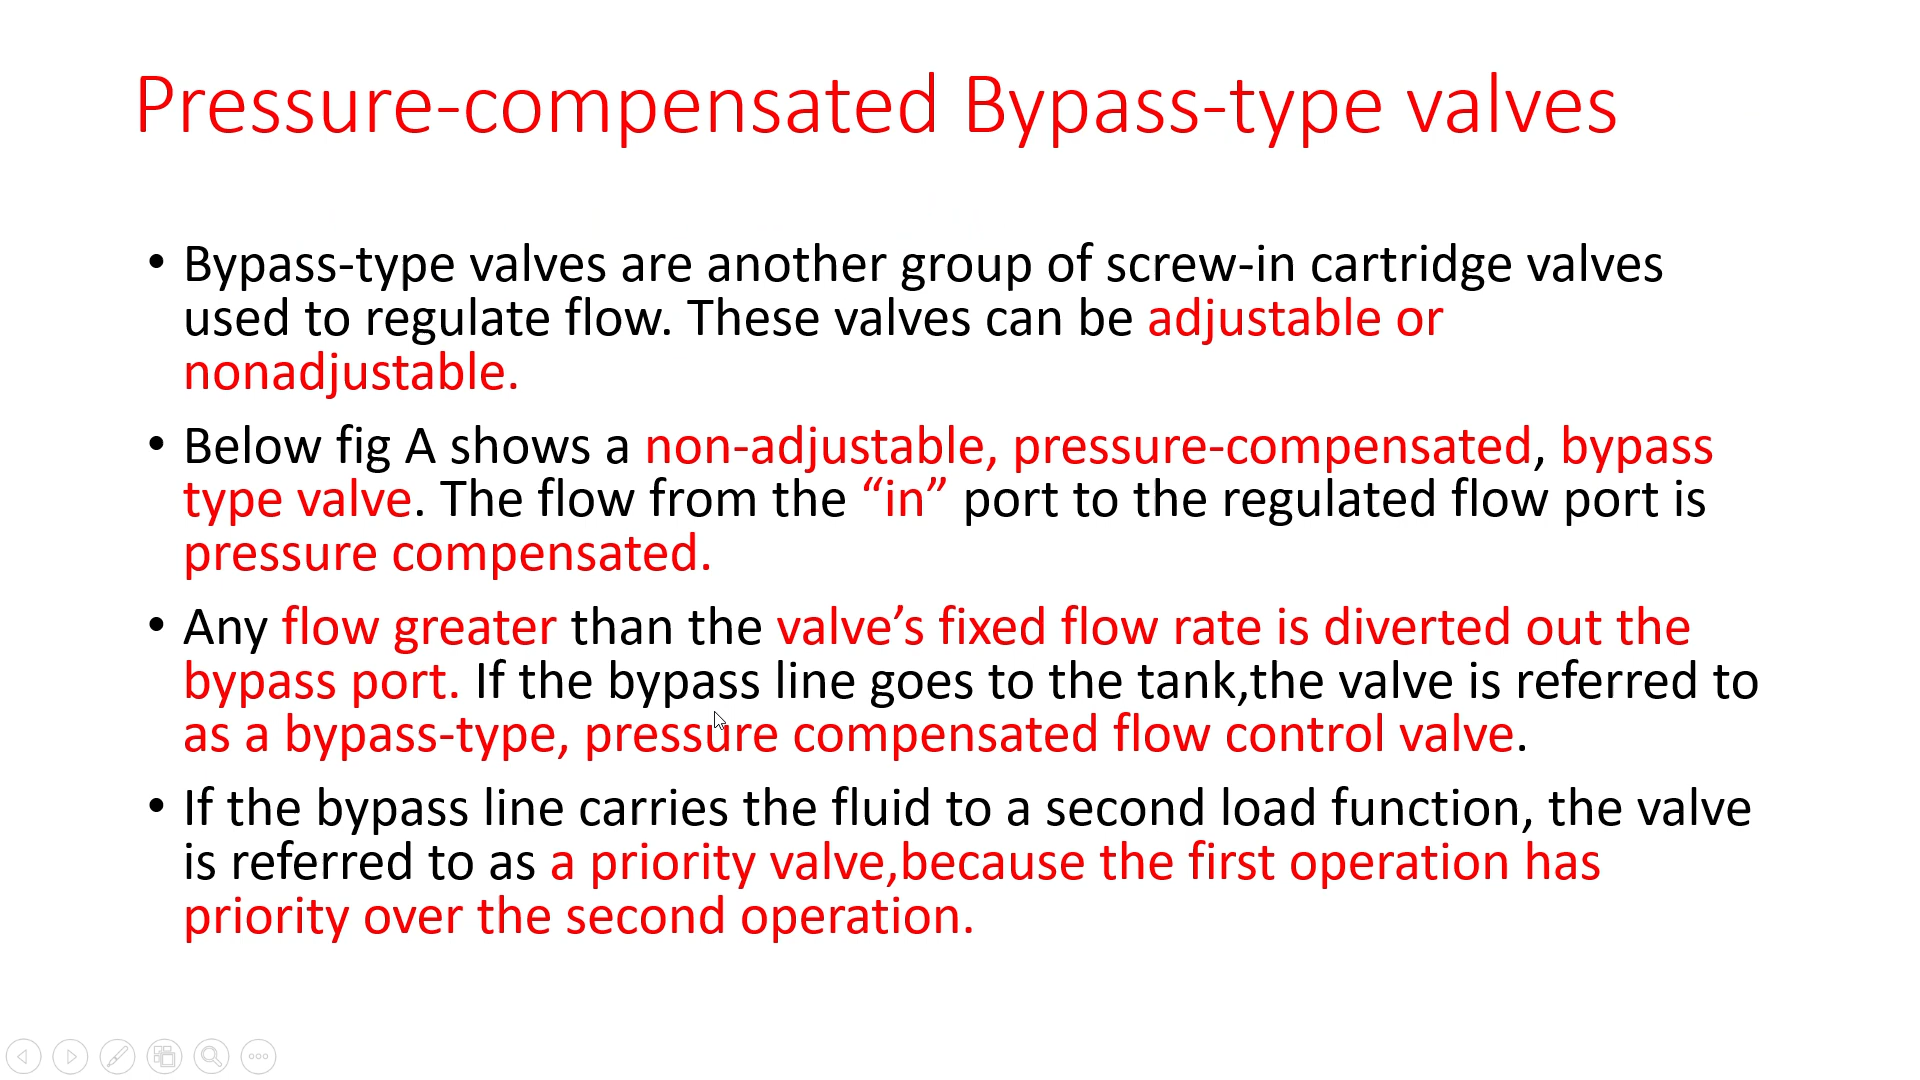 Pressure-compensated Bypass-type valves
• Bypass-type valves are another group of screw-in cartridge valves
used to regulate flow. These valves can be adjustable or
nonadjustable.
• Below fig A shows a non-adjustable, pressure-compensated, bypass
type valve. The flow from the “in” port to the regulated flow port is
pressure compensated.
• Any flow greater than the valve’s fixed flow rate is diverted out the
bypass port. If the bypass line goes to the tank,the valve is referred to
as a bypass-type, pressure compensated flow control valve.
• If the bypass line carries the fluid to a second load function, the valve
is referred to as a priority valve,because the first operation has
priority over the second operation.